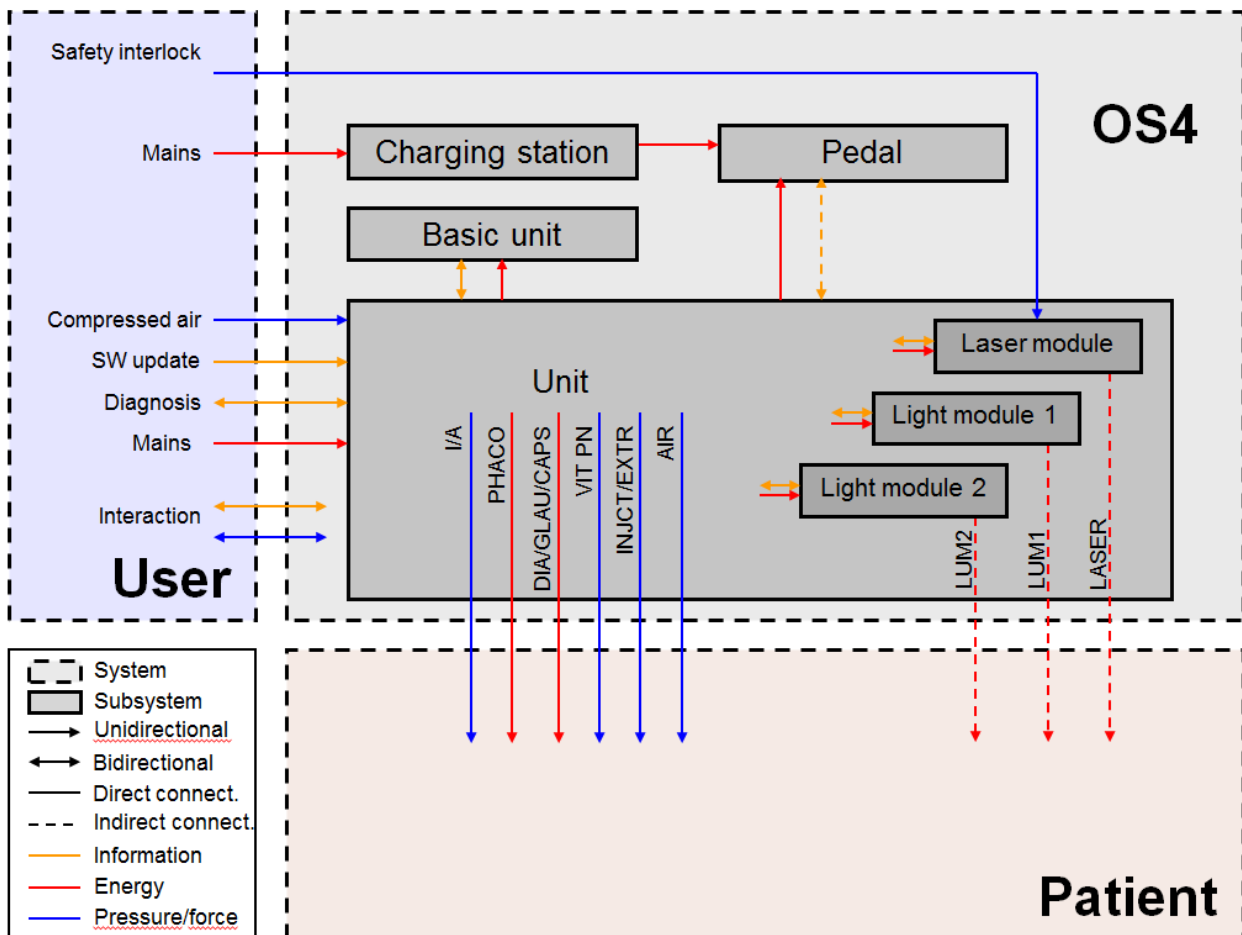 Safety interlock
OS4
Mains
Charging station
Pedal
Basic unit
Compressed air
SW update
Diagnosis
Mains
Interaction
User
Unit
Laser module
Light module 1
Light module 2
I/A
PHACO
DIA/GLAU/CAPS
VIT PN
INJCT/EXTR
AIR
LUM2
LUM1
LASER
System
Subsystem
Unidirectional
Bidirectional
Direct connect.
Indirect connect.
Information
Energy
Pressure/force
Patient